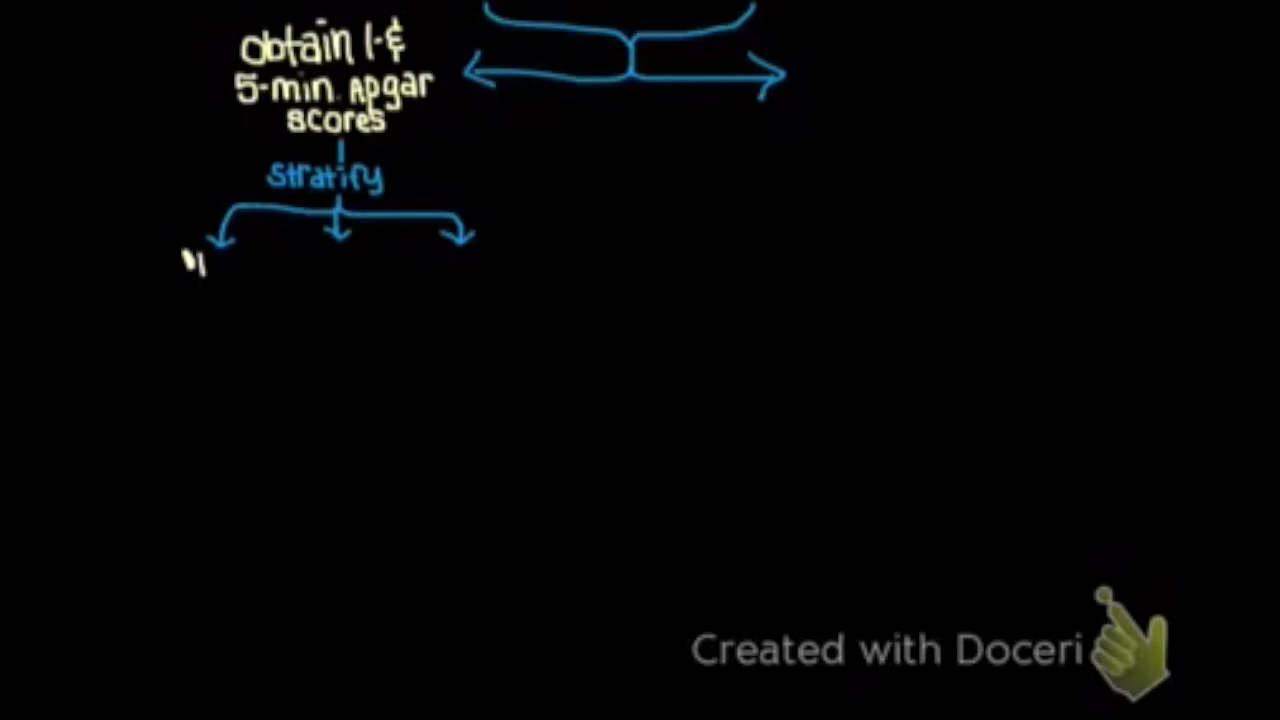 Obtain 1- &
5-min. Apgar
scores
Stratify
Created with Doceri